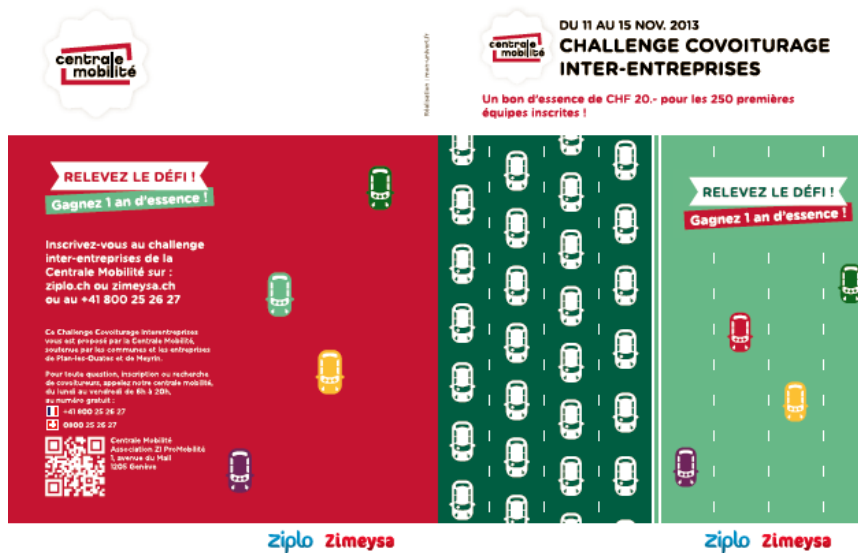 centrale
mobilité
Réalisation : mon-univert.fr
RELEVEZ LE DÉFI !
Gagnez 1 an d'essence !
Inscrivez-vous au challenge
inter-entreprises de la
Centrale Mobilité sur :
ziplo.ch ou zimeysa.ch
ou au +41 800 25 26 27
Ce Challenge Covoiturage Interentreprises
vous est proposé par la Centrale Mobilité,
soutenue par les communes et les entreprises
de Plan-les-Ouates et de Meyrin.
Pour toute question, inscription ou recherche
de covoitureurs, appelez notre centrale mobilité,
du lundi au vendredi de 6h à 20h,
au numéro gratuit :
+41 800 25 26 27
0800 25 26 27
Centrale Mobilité
Association ZI ProMobilité
1, avenue du Mail
1205 Genève
ziplo Zimeysa
centrale
mobilité
DU 11 AU 15 NOV. 2013
CHALLENGE COVOITURAGE
INTER-ENTREPRISES
Un bon d'essence de CHF 20.- pour les 250 premières
équipes inscrites !
RELEVEZ LE DÉFI !
Gagnez 1 an d'essence !
ziplo Zimeysa